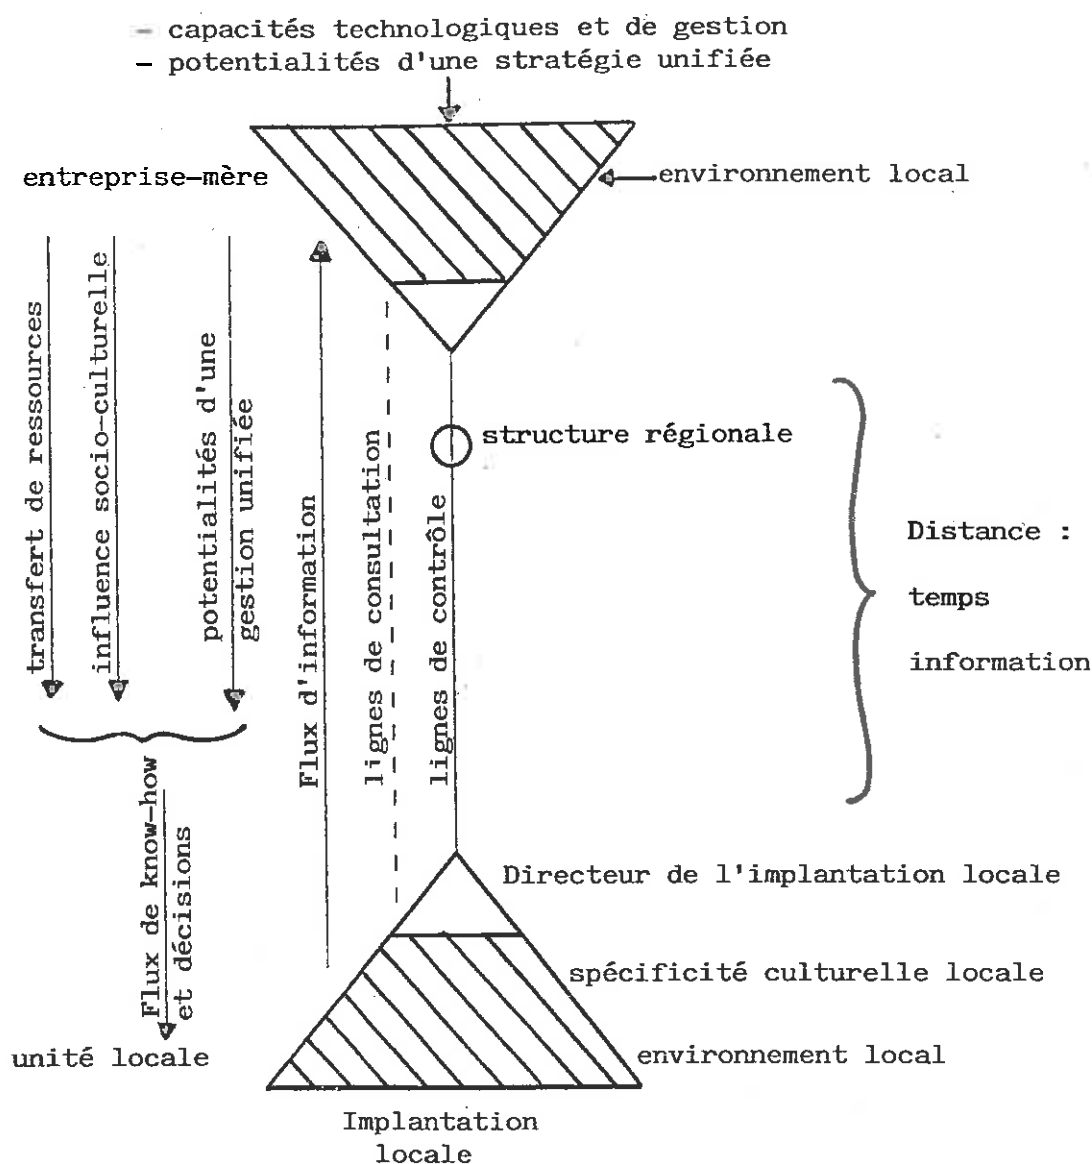 - capacités technologiques et de gestion
- potentialités d'une stratégie unifiée
entreprise-mère
environnement local
transfert de ressources
influence socio-culturelle
potentialités d'une
gestion unifiée
Flux d'information
lignes de consultation
lignes de contrôle
structure régionale
Distance :
temps
information
Flux de know-how
et décisions
Directeur de l'implantation locale
spécificité culturelle locale
environnement local
unité locale
Implantation
locale